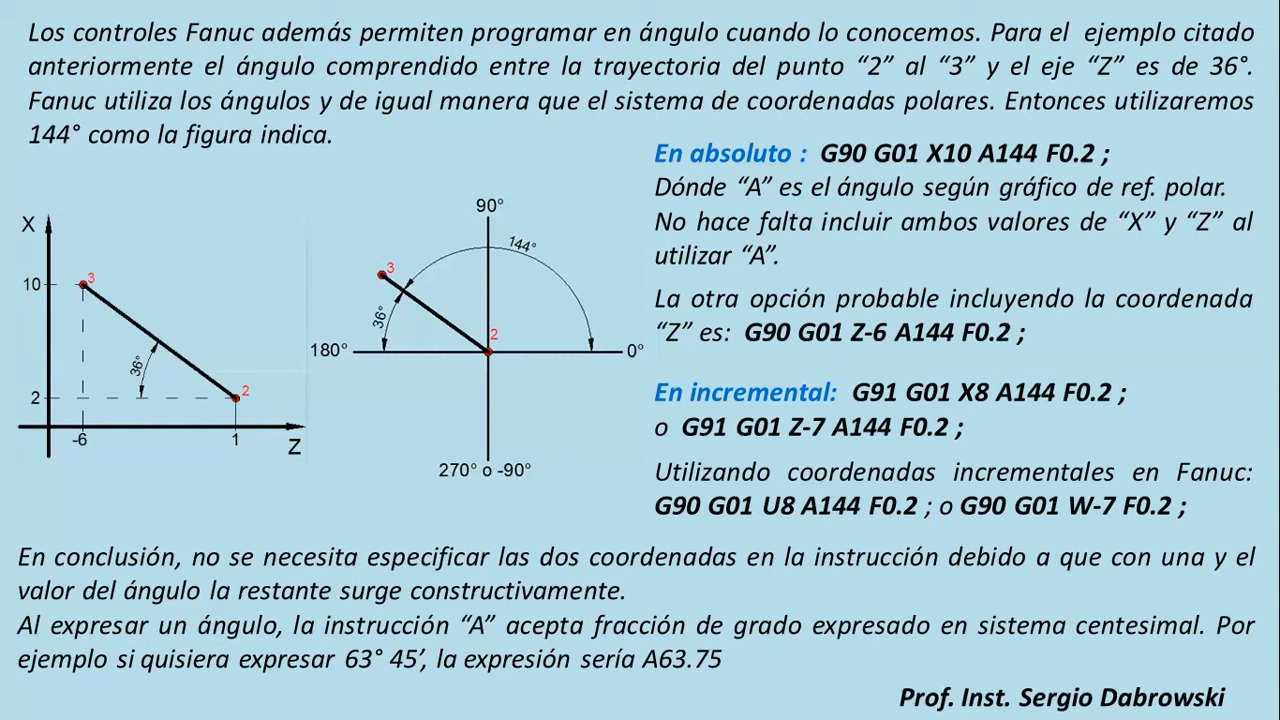 Los controles Fanuc además permiten programar en ángulo cuando lo conocemos. Para el ejemplo citado
anteriormente el ángulo comprendido entre la trayectoria del punto “2” al “3” y el eje “Z” es de 36°.
Fanuc utiliza los ángulos y de igual manera que el sistema de coordenadas polares. Entonces utilizaremos
144° como la figura indica.
X
10
3
36°
2
2
-6
1
Z
90°
144°
3
36°
2
180°
0°
270° o -90°
En absoluto : G90 G01 X10 A144 F0.2 ;
Dónde “A” es el ángulo según gráfico de ref. polar.
No hace falta incluir ambos valores de “X” y “Z” al
utilizar “A”.
La otra opción probable incluyendo la coordenada
“Z” es: G90 G01 Z-6 A144 F0.2 ;
En incremental: G91 G01 X8 A144 F0.2 ;
o G91 G01 Z-7 A144 F0.2 ;
Utilizando coordenadas incrementales en Fanuc:
G90 G01 U8 A144 F0.2 ; o G90 G01 W-7 F0.2 ;
En conclusión, no se necesita especificar las dos coordenadas en la instrucción debido a que con una y el
valor del ángulo la restante surge constructivamente.
Al expresar un ángulo, la instrucción “A” acepta fracción de grado expresado en sistema centesimal. Por
ejemplo si quisiera expresar 63° 45’, la expresión sería A63.75
Prof. Inst. Sergio Dabrowski